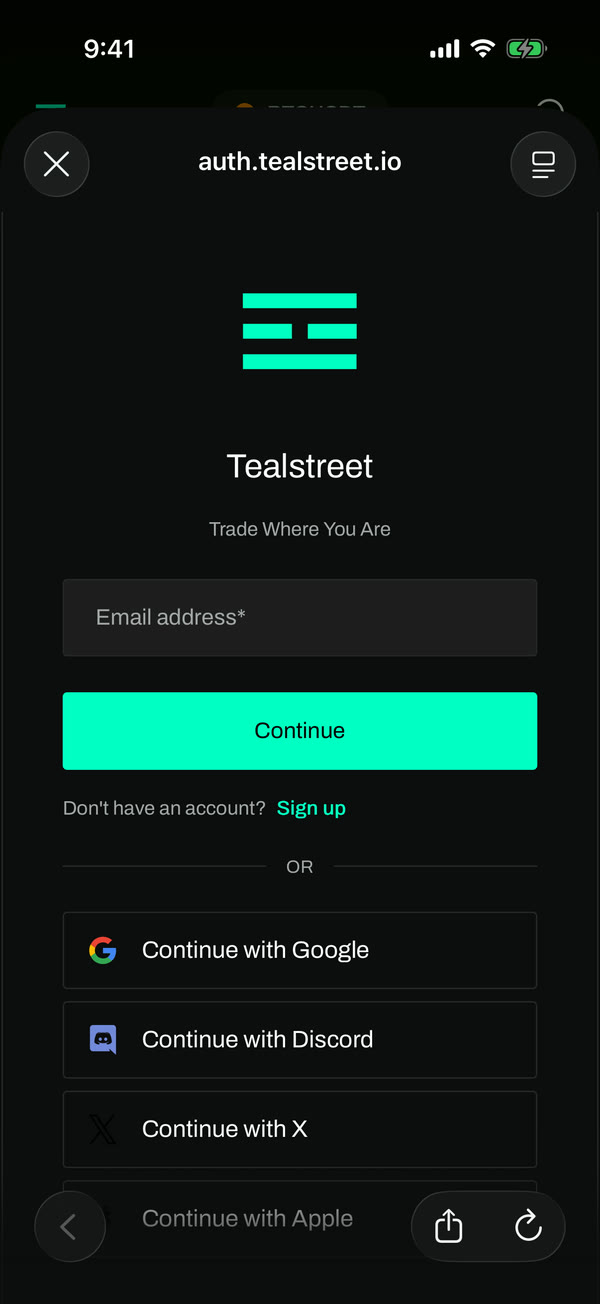 9:41
auth.tealstreet.io
Tealstreet
Trade Where You Are
Email address*
Continue
Don't have an account? Sign up
OR
Continue with Google
Continue with Discord
Continue with X
Continue with Apple